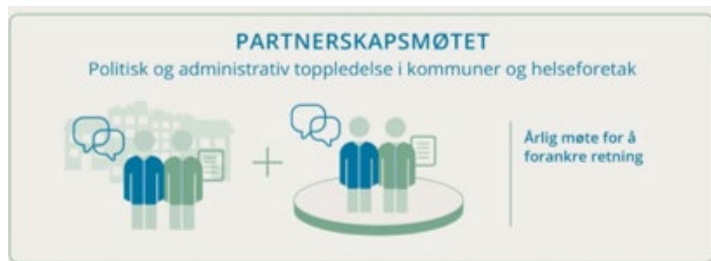 PARTNERSKAPSMØTET
Politisk og administrativ toppledelse i kommuner og helseforetak
Årlig møte for å
forankre retning